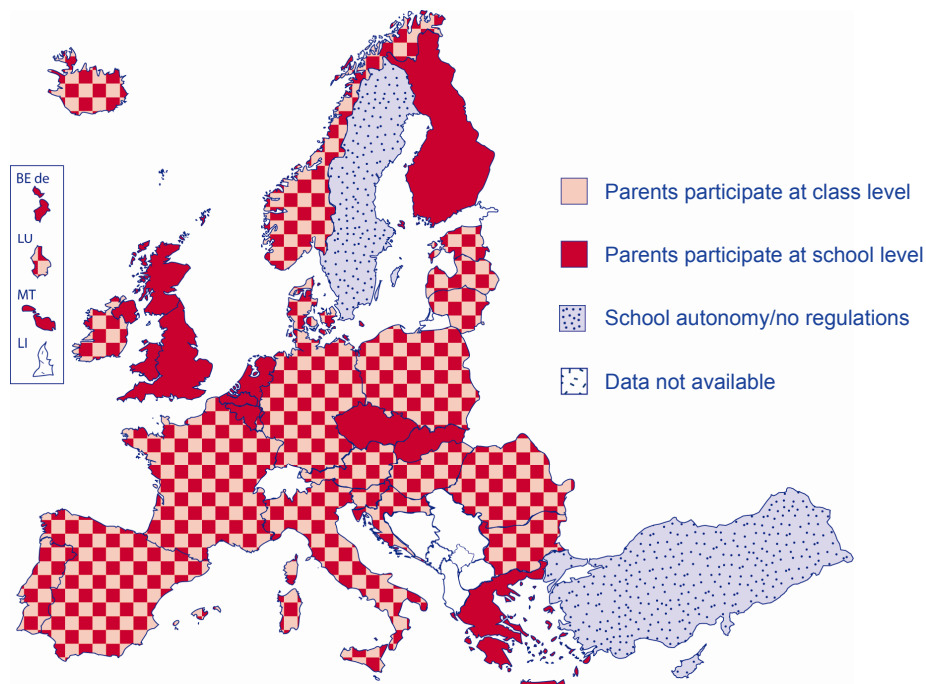 BE de
LU
MT
LI
Parents participate at class level
Parents participate at school level
School autonomy/no regulations
Data not available